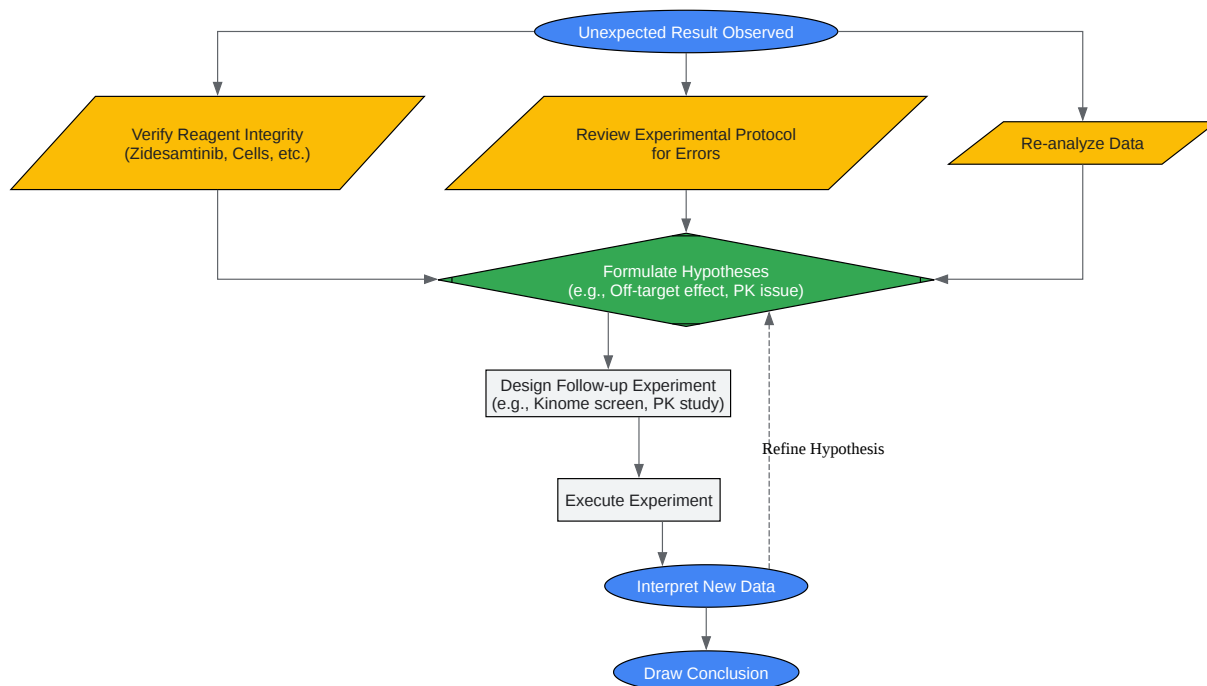 Unexpected Result Observed
Verify Reagent Integrity
(Zidesamtinib, Cells, etc.)
Review Experimental Protocol
for Errors
Re-analyze Data
Formulate Hypotheses
(e.g., Off-target effect, PK issue)
Design Follow-up Experiment
(e.g., Kinome screen, PK study)
Refine Hypothesis
Execute Experiment
Interpret New Data
Draw Conclusion